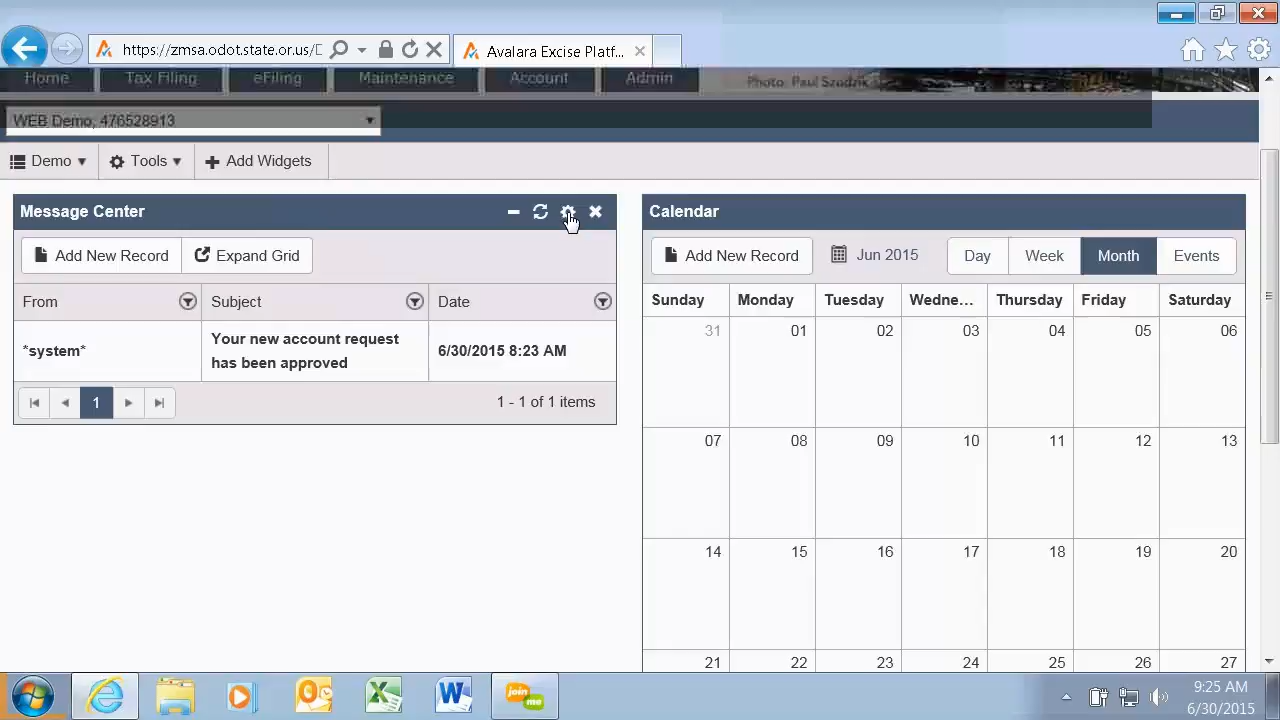 https://zmsa.odot.state.or.us/D
Avalara Excise Platf...
Home Tax Filing eFiling Maintenance Account Admin
Photo: Paul Szodzik
WEB Demo, 476528913
Demo Tools Add Widgets
Message Center
Add New Record Expand Grid
From Subject Date
*system* Your new account request has been approved 6/30/2015 8:23 AM
1 1 - 1 of 1 items
Calendar
Add New Record Jun 2015 Day Week Month Events
Sunday Monday Tuesday Wedne... Thursday Friday Saturday
31 01 02 03 04 05 06
07 08 09 10 11 12 13
14 15 16 17 18 19 20
21 22 23 24 25 26 27
join me
9:25 AM
6/30/2015